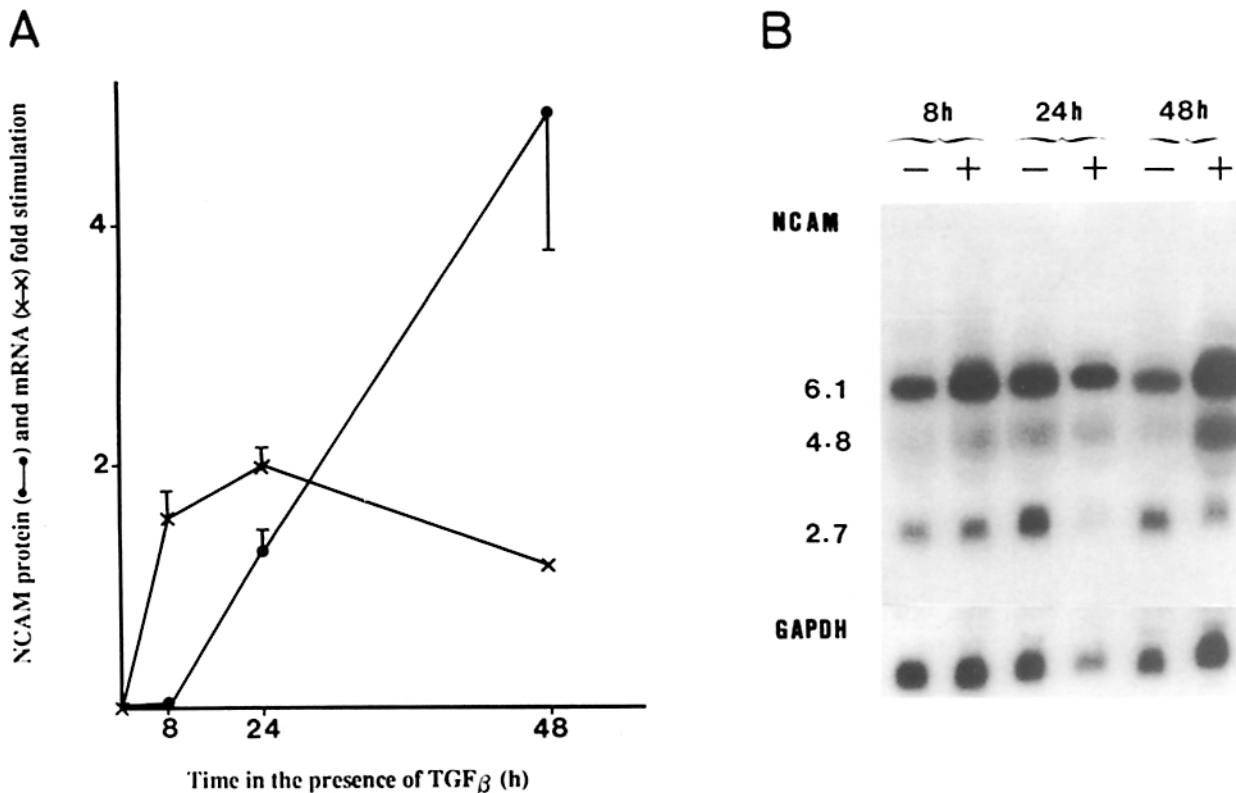 A
NCAM protein (●—●) and mRNA (×-×) fold stimulation
4
2
8 24 48
Time in the presence of TGFβ (h)
B
8h 24h 48h
− + − + − +
NCAM
6.1
4.8
2.7
GAPDH